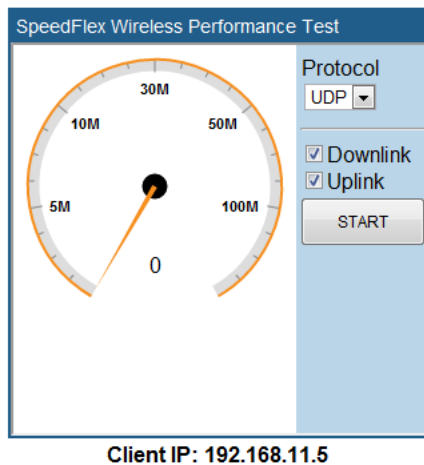 SpeedFlex Wireless Performance Test
Protocol
UDP
30M
10M
50M
Downlink
Uplink
5M
100M
START
0
Client IP: 192.168.11.5